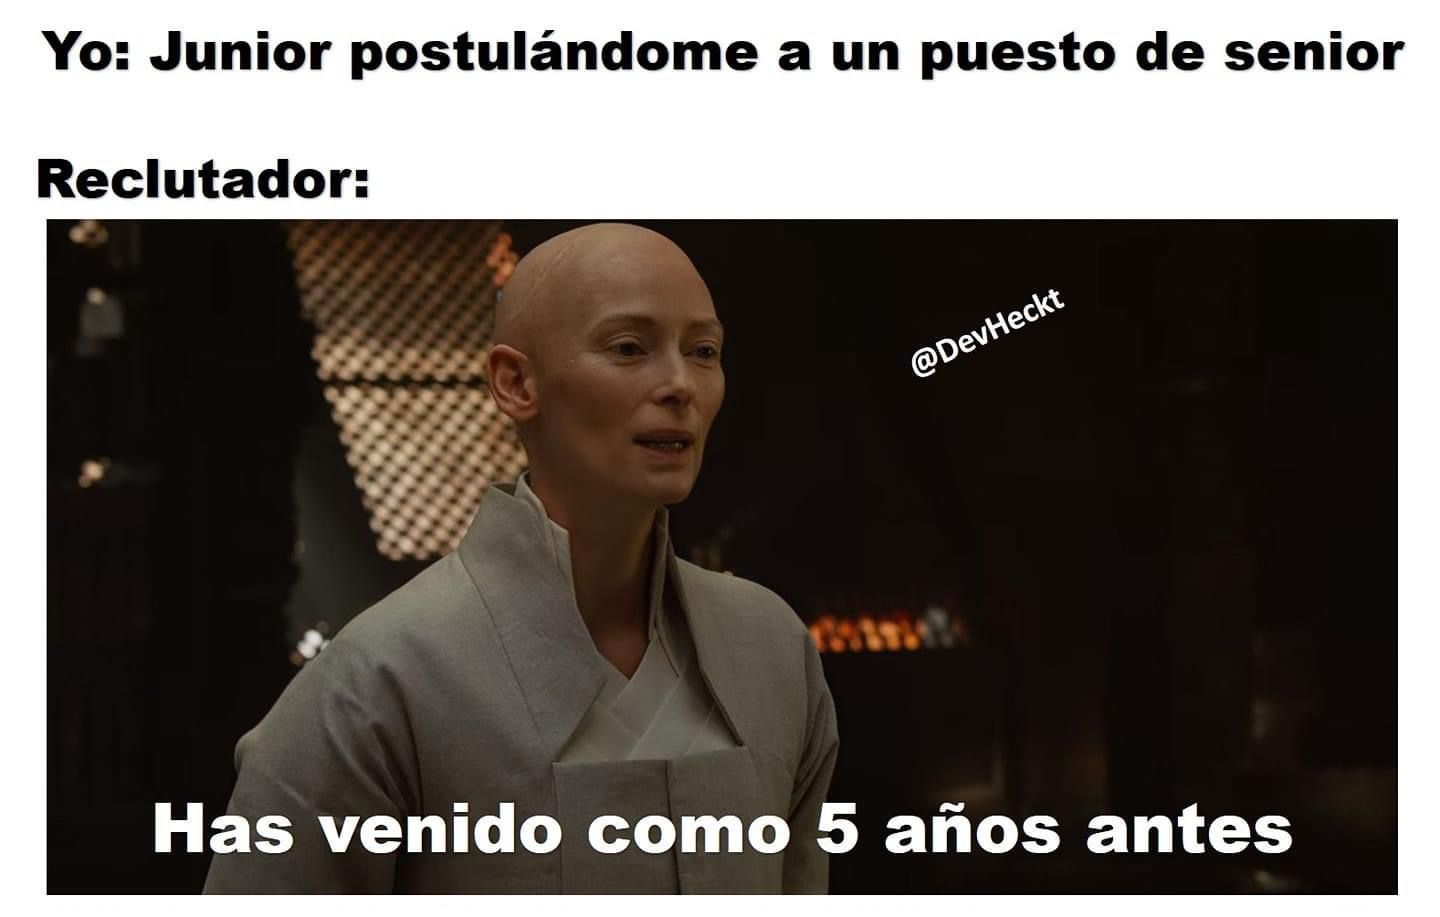 Yo: Junior postulándome a un puesto de senior
Reclutador:
@DevHeckt
Has venido como 5 años antes